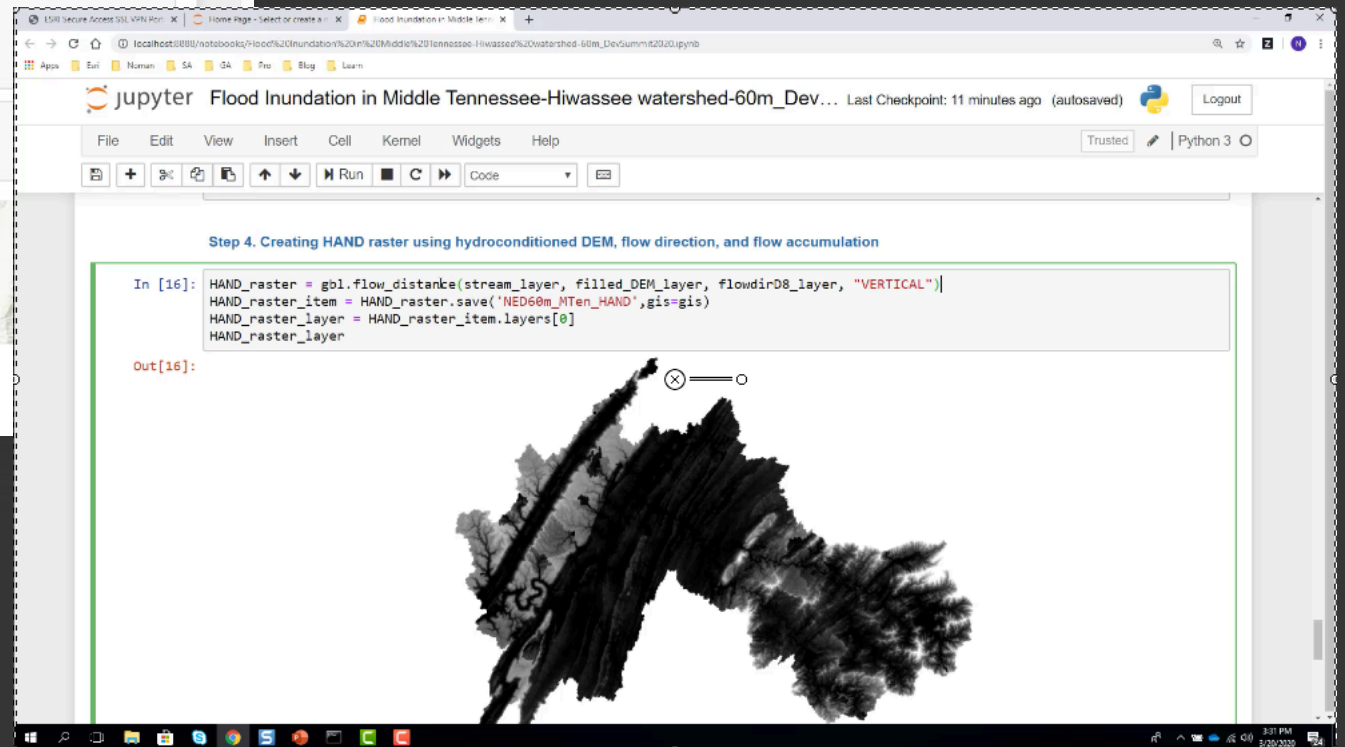 ESRI Secure Access SSL VPN Port
Home Page - Select or create a n
Flood Inundation in Middle Tenn
localhost:8888/notebooks/Flood%20Inundation%20in%20Middle%20Tennessee-Hiwassee%20watershed-60m_DevSummit2020.ipynb
Z
N
Apps Esri Noman SA GA Pro Blog Learn
jupyter Flood Inundation in Middle Tennessee-Hiwassee watershed-60m_Dev... Last Checkpoint: 11 minutes ago (autosaved) Logout
File Edit View Insert Cell Kernel Widgets Help Trusted Python 3
Run Code
Step 4. Creating HAND raster using hydroconditioned DEM, flow direction, and flow accumulation
In [16]: HAND_raster = gbl.flow_distance(stream_layer, filled_DEM_layer, flowdirD8_layer, "VERTICAL")
HAND_raster_item = HAND_raster.save('NED60m_MTen_HAND',gis=gis)
HAND_raster_layer = HAND_raster_item.layers[0]
HAND_raster_layer
Out[16]:
3:31 PM
3/20/2020
24